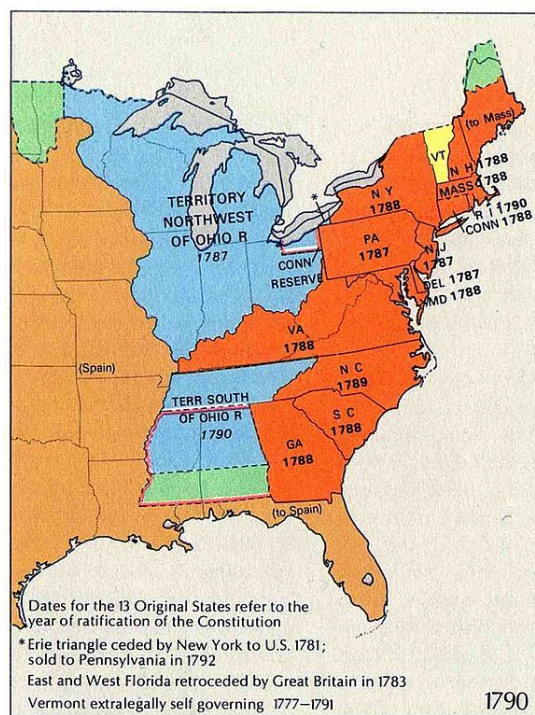 (to Mass)
VT
N H 1788
MASS 1788
R I 1790
CONN 1788
N Y
1788
*
TERRITORY
NORTHWEST
OF OHIO R
1787
CONN
RESERVE
PA
1787
N J
1787
DEL 1787
MD 1788
VA
1788
(Spain)
N C
1789
TERR SOUTH
OF OHIO R
1790
S C
1788
GA
1788
(to Spain)
Dates for the 13 Original States refer to the
year of ratification of the Constitution
*Erie triangle ceded by New York to U.S. 1781;
sold to Pennsylvania in 1792
East and West Florida retroceded by Great Britain in 1783
Vermont extralegally self governing 1777–1791
1790